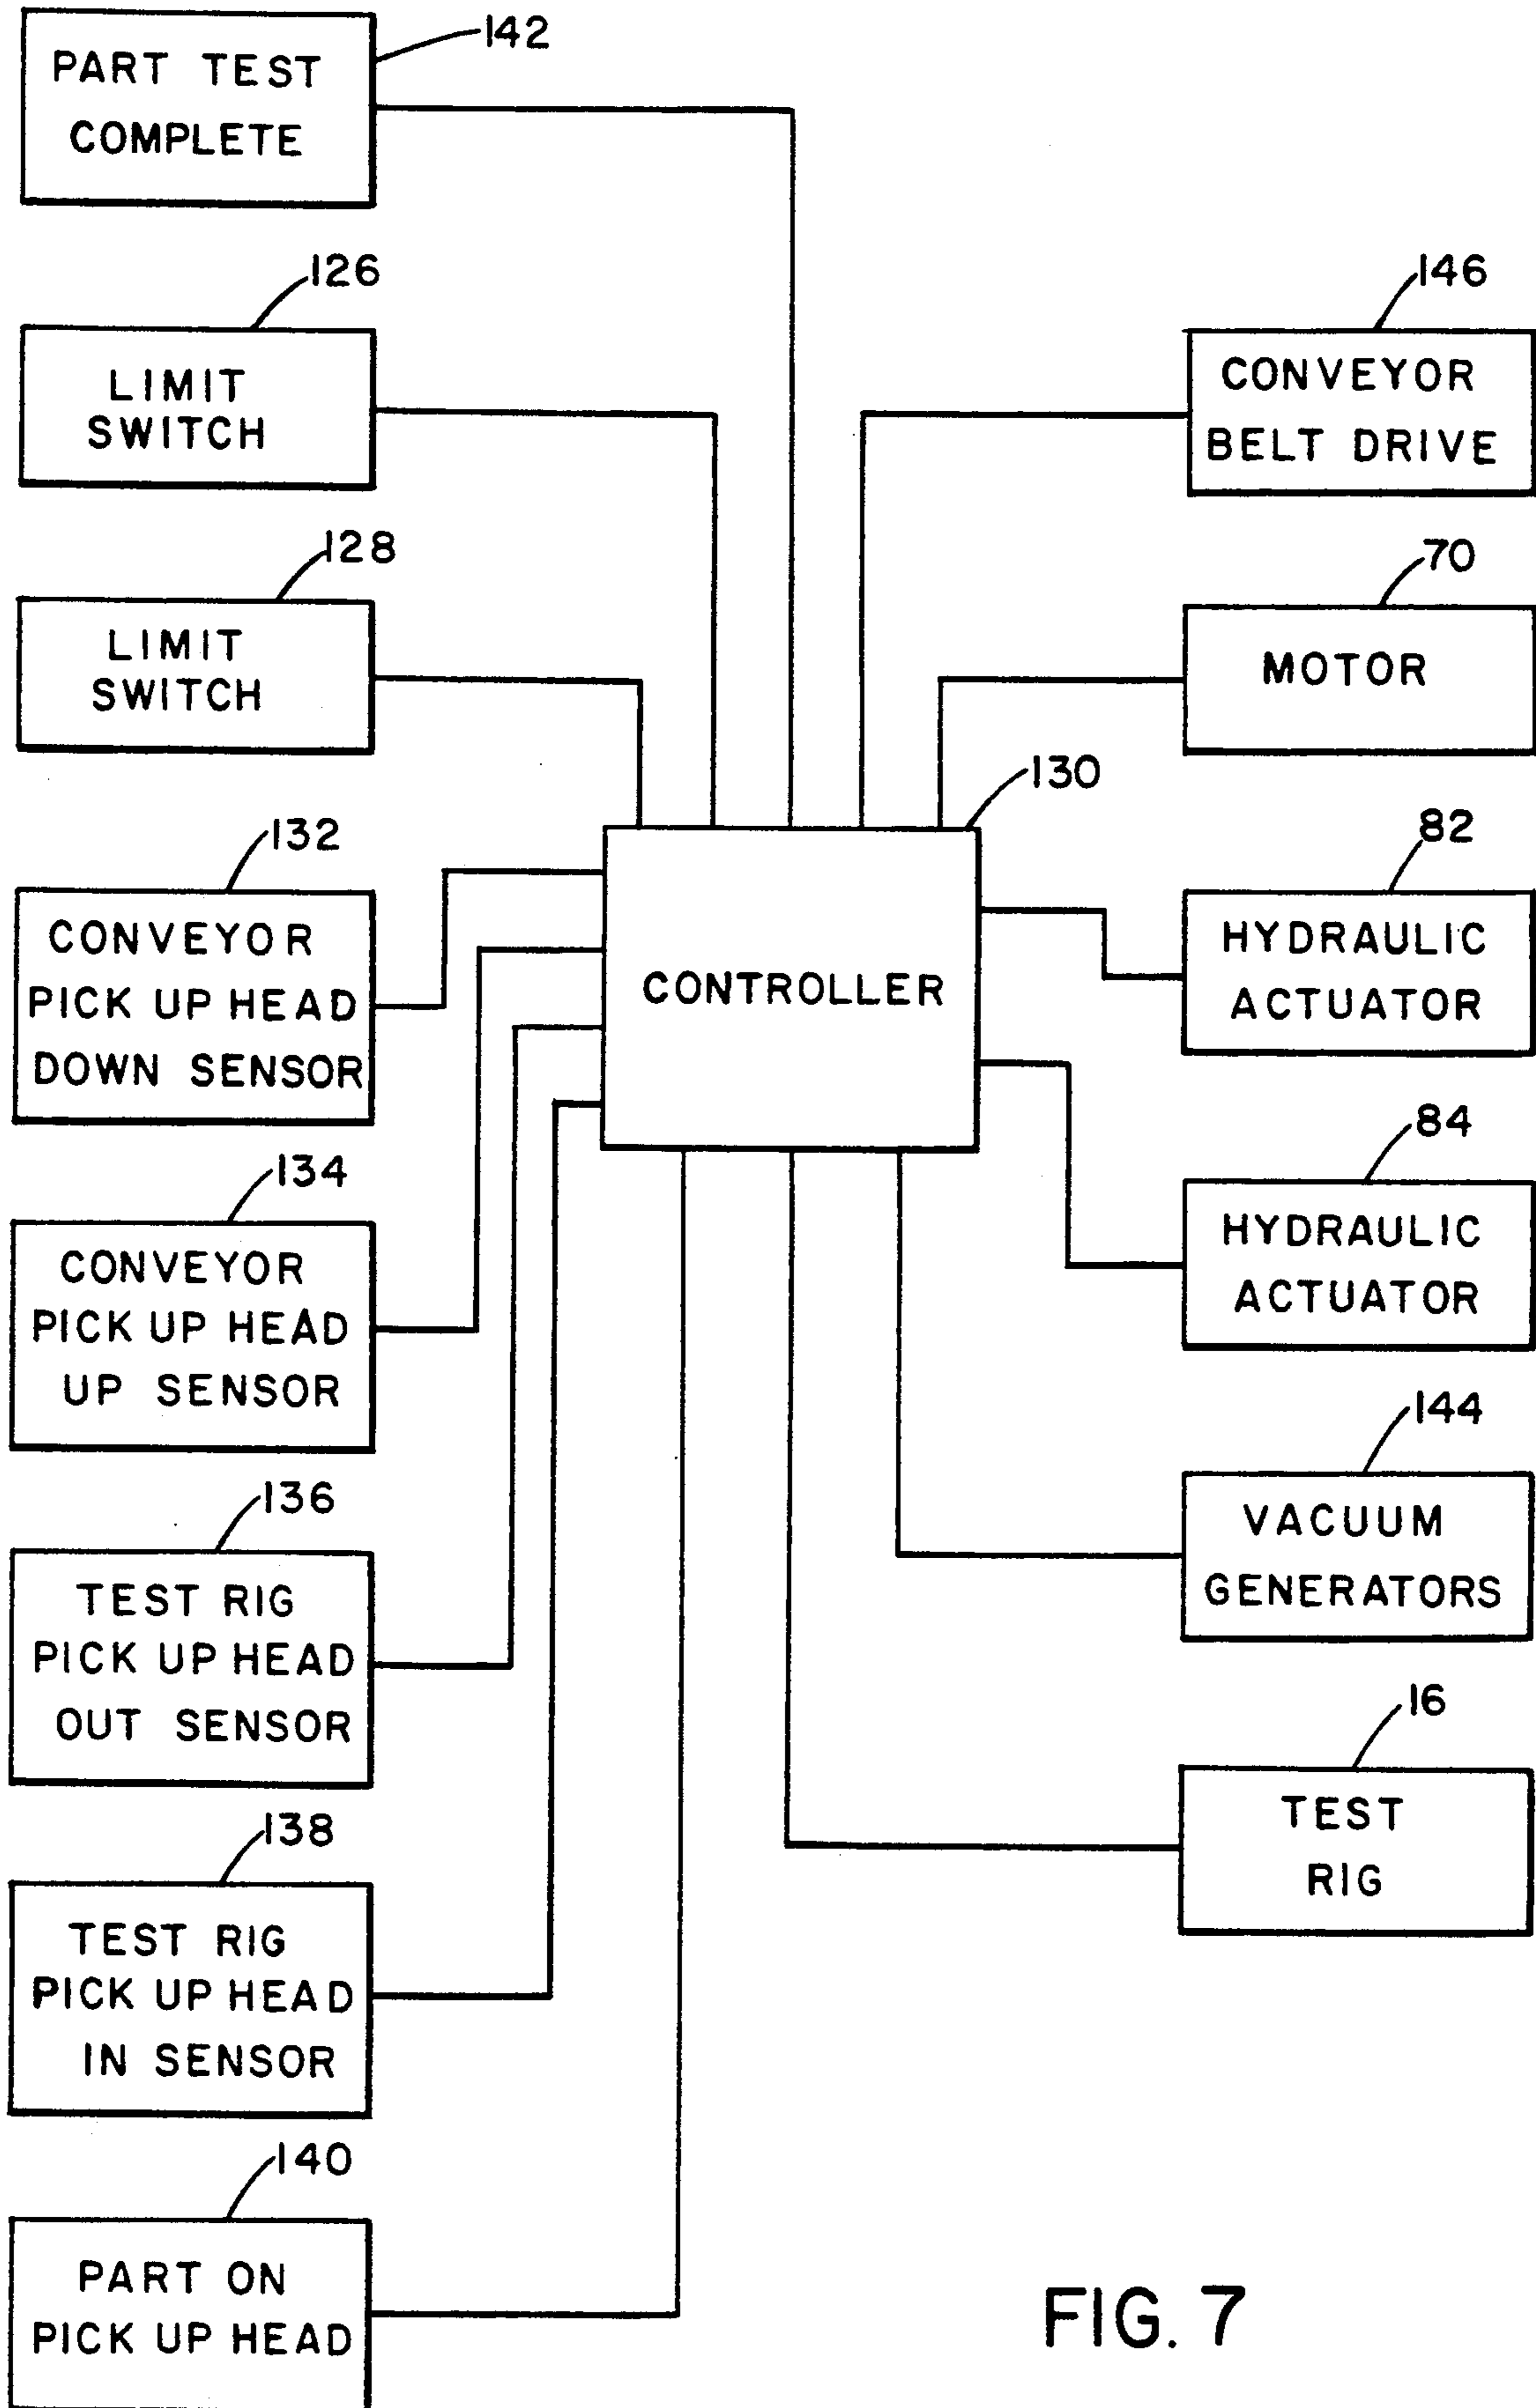 142
PART TEST
COMPLETE
126
LIMIT
SWITCH
146
CONVEYOR
BELT DRIVE
128
LIMIT
SWITCH
70
MOTOR
130
CONTROLLER
132
CONVEYOR
PICK UP HEAD
DOWN SENSOR
82
HYDRAULIC
ACTUATOR
134
CONVEYOR
PICK UP HEAD
UP SENSOR
84
HYDRAULIC
ACTUATOR
136
TEST RIG
PICK UP HEAD
OUT SENSOR
144
VACUUM
GENERATORS
138
TEST RIG
PICK UP HEAD
IN SENSOR
16
TEST
RIG
140
PART ON
PICK UP HEAD
FIG. 7